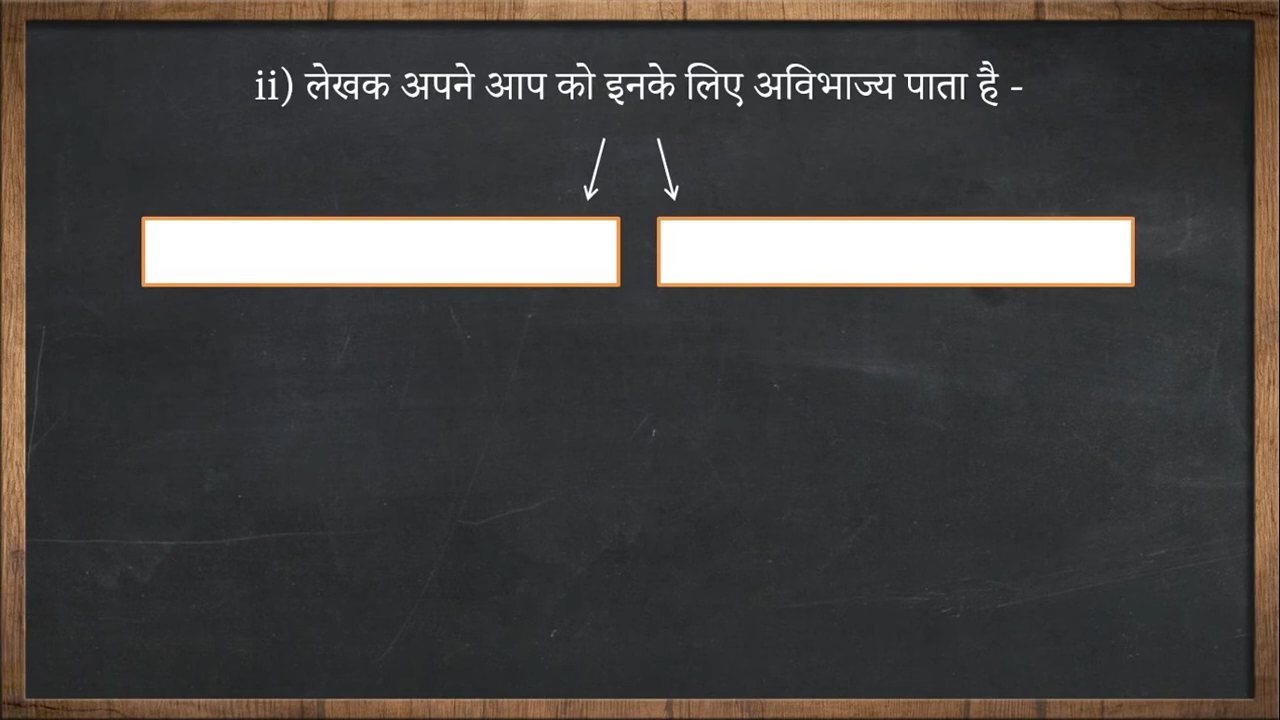 ii) लेखक अपने आप को इनके लिए अविभाज्य पाता है -